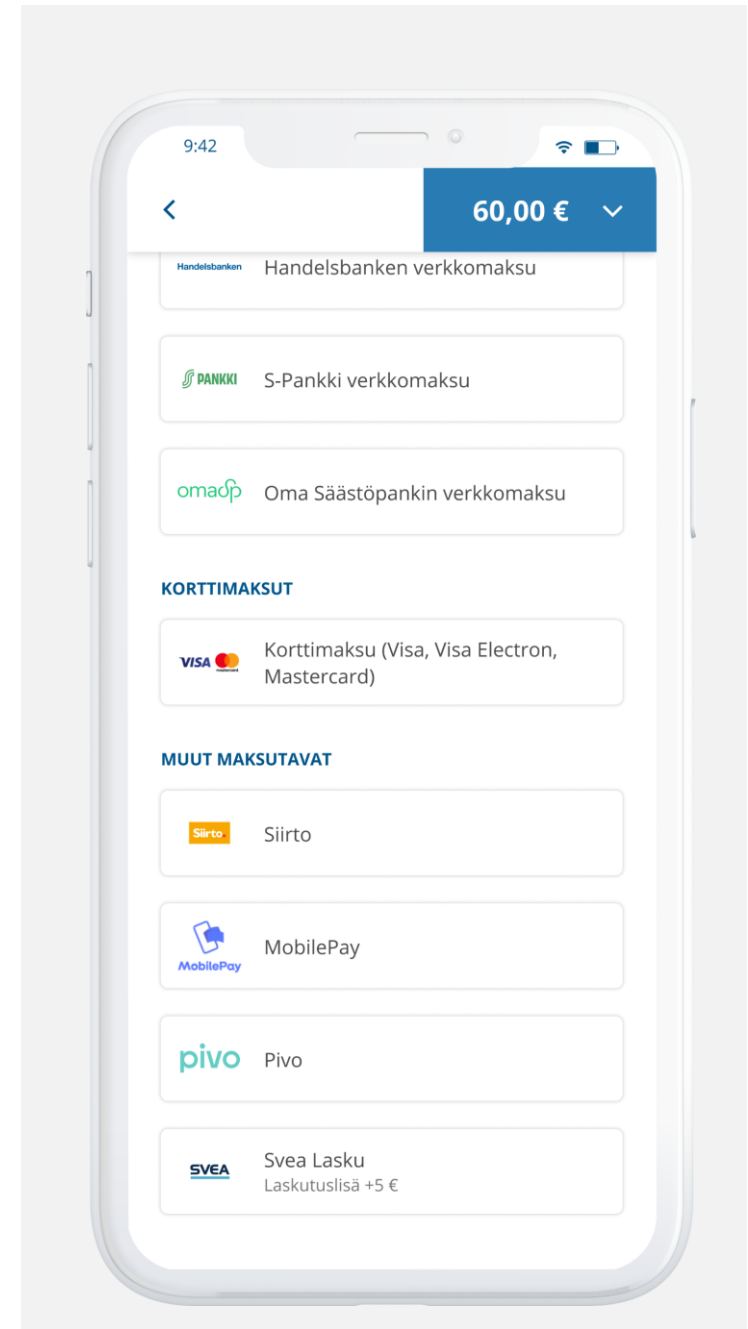 9:42
60,00 €
Handelsbanken Handelsbanken verkkomaksu
S PANKKI S-Pankki verkkomaksu
omasp Oma Säästöpankin verkkomaksu
KORTTIMAKSUT
VISA mastercard Korttimaksu (Visa, Visa Electron,
Mastercard)
MUUT MAKSUTAVAT
Siirto. Siirto
MobilePay MobilePay
pivo Pivo
SVEA Svea Lasku
Laskutuslisä +5 €